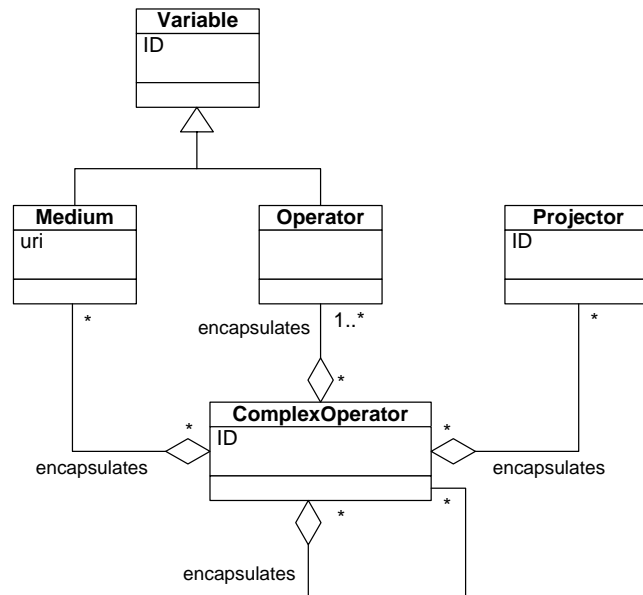 Variable
ID
Medium
uri
Operator
Projector
ID
*
encapsulates
1..*
*
*
ComplexOperator
ID
*
*
encapsulates
encapsulates
*
*
encapsulates